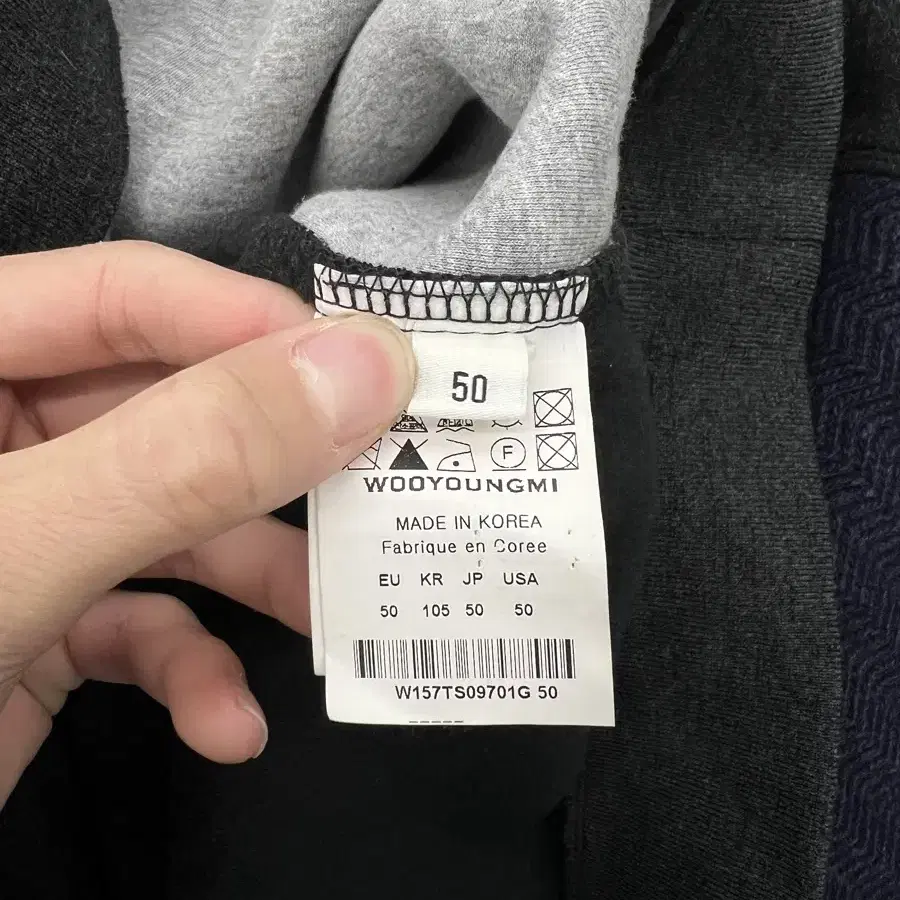 50
F
WOOYOUNGMI
MADE IN KOREA
Fabrique en Coree
EU KR JP USA
50 105 50 50
W157TS09701G 50